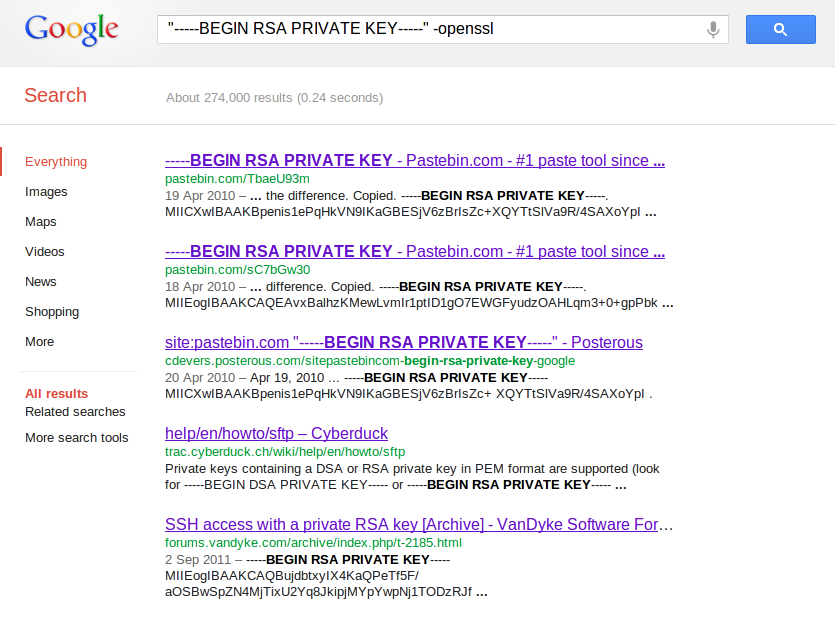 Google
"-----BEGIN RSA PRIVATE KEY-----" -openssl
Search
About 274,000 results (0.24 seconds)
Everything
Images
Maps
Videos
News
Shopping
More
All results
Related searches
More search tools
-----BEGIN RSA PRIVATE KEY - Pastebin.com - #1 paste tool since ...
pastebin.com/TbaeU93m
19 Apr 2010 – ... the difference. Copied. -----BEGIN RSA PRIVATE KEY-----.
MIICXwIBAAKBpenis1ePqHkVN9IKaGBESjV6zBrIsZc+XQYTtSlVa9R/4SAXoYpI ...
-----BEGIN RSA PRIVATE KEY - Pastebin.com - #1 paste tool since ...
pastebin.com/sC7bGw30
18 Apr 2010 – ... difference. Copied. -----BEGIN RSA PRIVATE KEY-----.
MIIEogIBAAKCAQEAvxBalhzKMewLvmIr1ptID1gO7EWGFyudzOAHLqm3+0+gpPbk ...
site:pastebin.com "-----BEGIN RSA PRIVATE KEY-----" - Posterous
cdevers.posterous.com/sitepastebincom-begin-rsa-private-key-google
20 Apr 2010 – Apr 19, 2010 ... -----BEGIN RSA PRIVATE KEY-----
MIICXwIBAAKBpenis1ePqHkVN9IKaGBESjV6zBrIsZc+ XQYTtSlVa9R/4SAXoYpI .
help/en/howto/sftp – Cyberduck
trac.cyberduck.ch/wiki/help/en/howto/sftp
Private keys containing a DSA or RSA private key in PEM format are supported (look
for -----BEGIN DSA PRIVATE KEY----- or -----BEGIN RSA PRIVATE KEY----- ...
SSH access with a private RSA key [Archive] - VanDyke Software For...
forums.vandyke.com/archive/index.php/t-2185.html
2 Sep 2011 – -----BEGIN RSA PRIVATE KEY-----
MIIEogIBAAKCAQBujdbtxyIX4KaQPeTf5F/
aOSBwSpZN4MjTixU2Yq8JkipjMYpYwpNj1TODzRJf ...